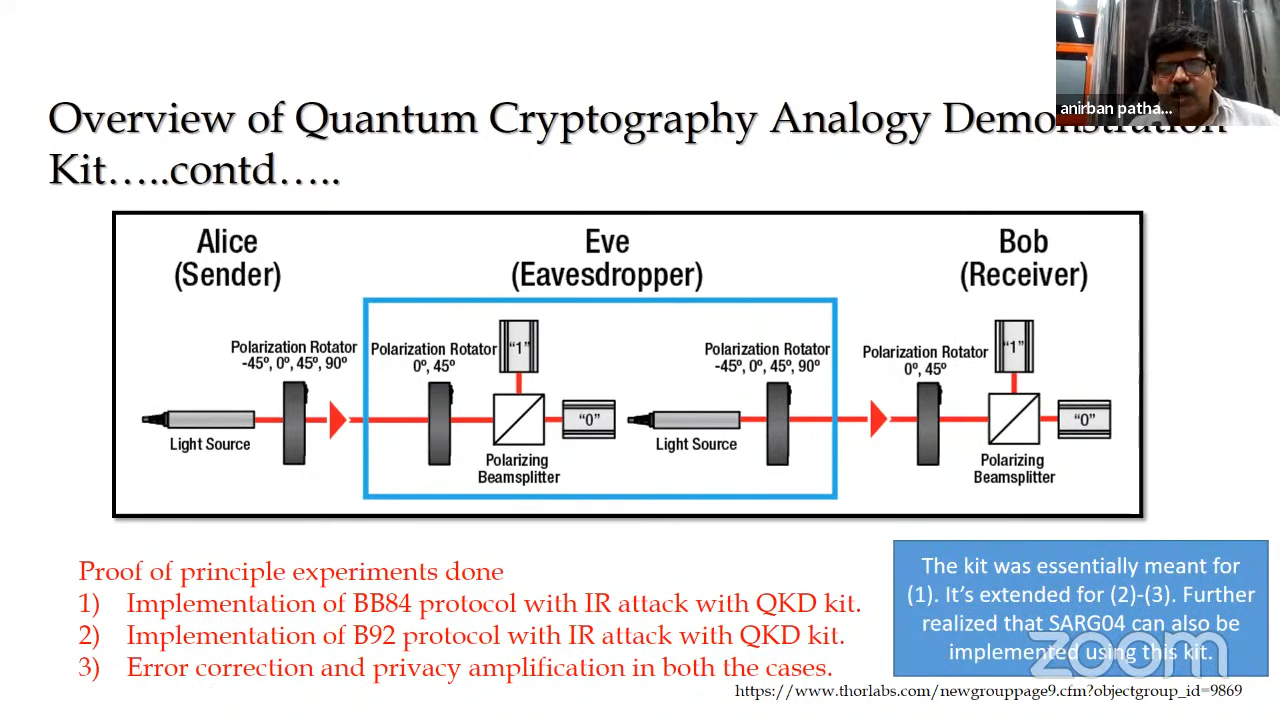 anirban patha...
Overview of Quantum Cryptography Analogy Demonstration
Kit…..contd…..
Alice
(Sender)
Eve
(Eavesdropper)
Bob
(Receiver)
Polarization Rotator
-45º, 0º, 45º, 90º
Polarization Rotator
0º, 45º
"1"
Polarization Rotator
-45º, 0º, 45º, 90º
Polarization Rotator
0º, 45º
"1"
"0"
"0"
Light Source
Polarizing
Beamsplitter
Light Source
Polarizing
Beamsplitter
Proof of principle experiments done
1) Implementation of BB84 protocol with IR attack with QKD kit.
2) Implementation of B92 protocol with IR attack with QKD kit.
3) Error correction and privacy amplification in both the cases.
The kit was essentially meant for
(1). It's extended for (2)-(3). Further
realized that SARG04 can also be
implemented using this kit.
zoom
https://www.thorlabs.com/newgrouppage9.cfm?objectgroup_id=9869